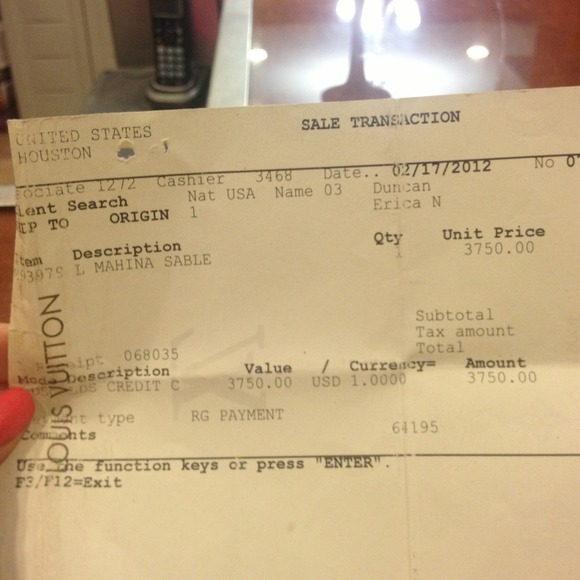 UNITED STATES
SALE TRANSACTION
HOUSTON
ociate 1272 Cashier 3468 Date.. 02/17/2012 No 07
ient Search Nat USA Name 03 Duncan
IP TO ORIGIN 1 Erica N
Item Description Qty Unit Price
93979 L MAHINA SABLE 1 3750.00
LOUIS VUITTON
Subtotal
Tax amount
Total
ipt 068035
Description Value / Currency= Amount
CREDIT C 3750.00 USD 1.0000 3750.00
type RG PAYMENT
Comments 64195
Use the function keys or press "ENTER".
F3/F12=Exit